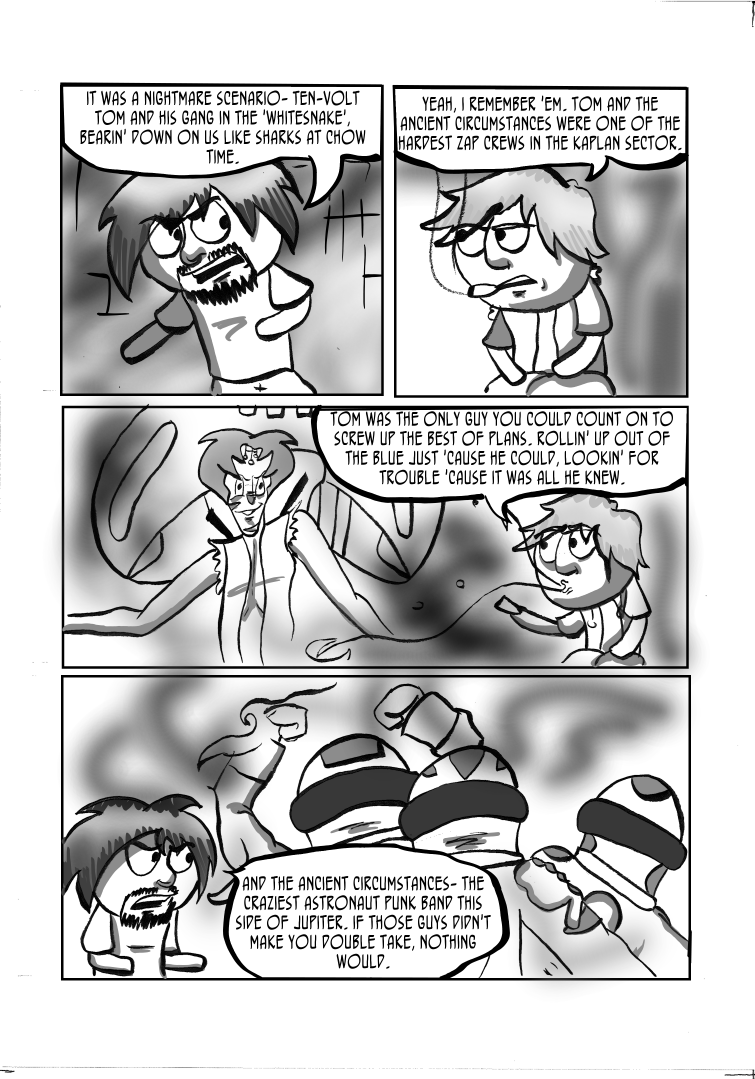 IT WAS A NIGHTMARE SCENARIO- TEN-VOLT
TOM AND HIS GANG IN THE 'WHITESNAKE',
BEARIN' DOWN ON US LIKE SHARKS AT CHOW
TIME.
YEAH, I REMEMBER 'EM. TOM AND THE
ANCIENT CIRCUMSTANCES WERE ONE OF THE
HARDEST ZAP CREWS IN THE KAPLAN SECTOR.
TOM WAS THE ONLY GUY YOU COULD COUNT ON TO
SCREW UP THE BEST OF PLANS. ROLLIN' UP OUT OF
THE BLUE JUST 'CAUSE HE COULD, LOOKIN' FOR
TROUBLE 'CAUSE IT WAS ALL HE KNEW.
AND THE ANCIENT CIRCUMSTANCES- THE
CRAZIEST ASTRONAUT PUNK BAND THIS
SIDE OF JUPITER. IF THOSE GUYS DIDN'T
MAKE YOU DOUBLE TAKE, NOTHING
WOULD.